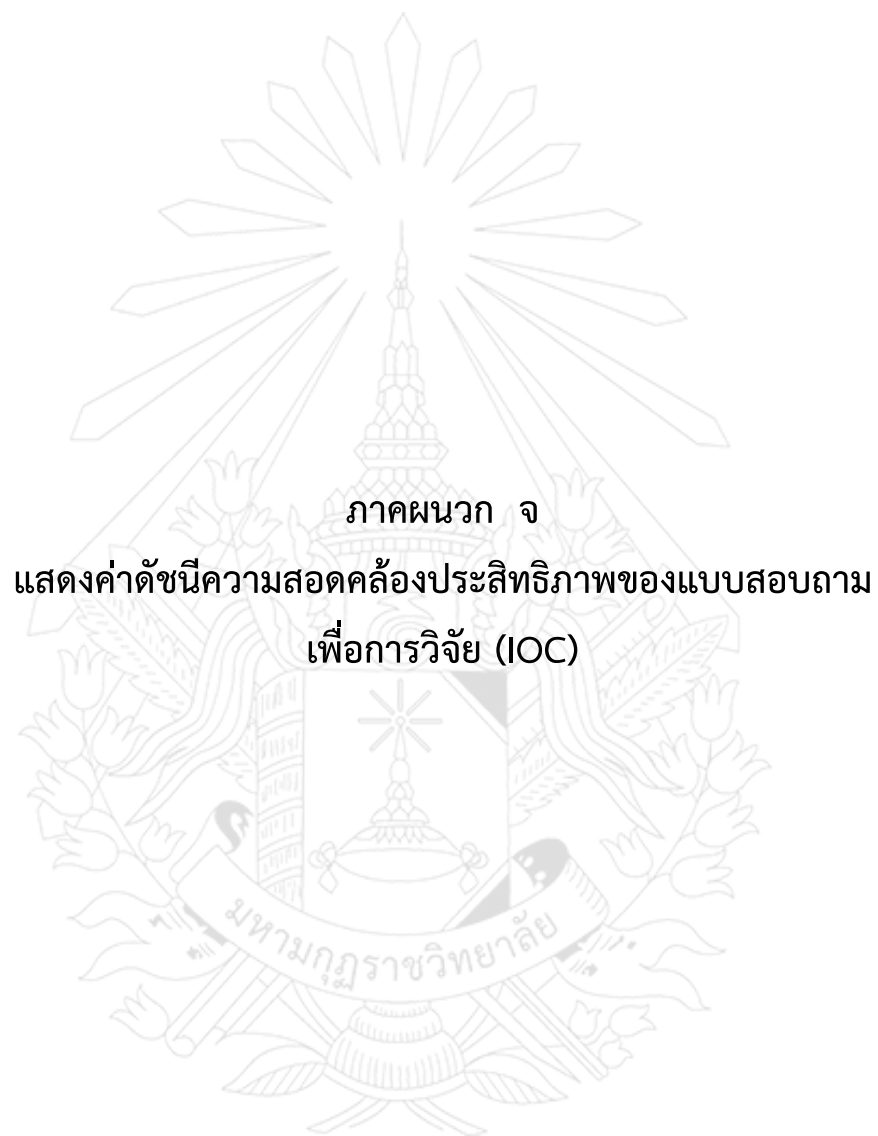 ภาคผนวก จ
แสดงค่าดัชนีความสอดคล้องประสิทธิภาพของแบบสอบถาม
เพื่อการวิจัย (IOC)
มหามกุฏราชวิทยาลัย